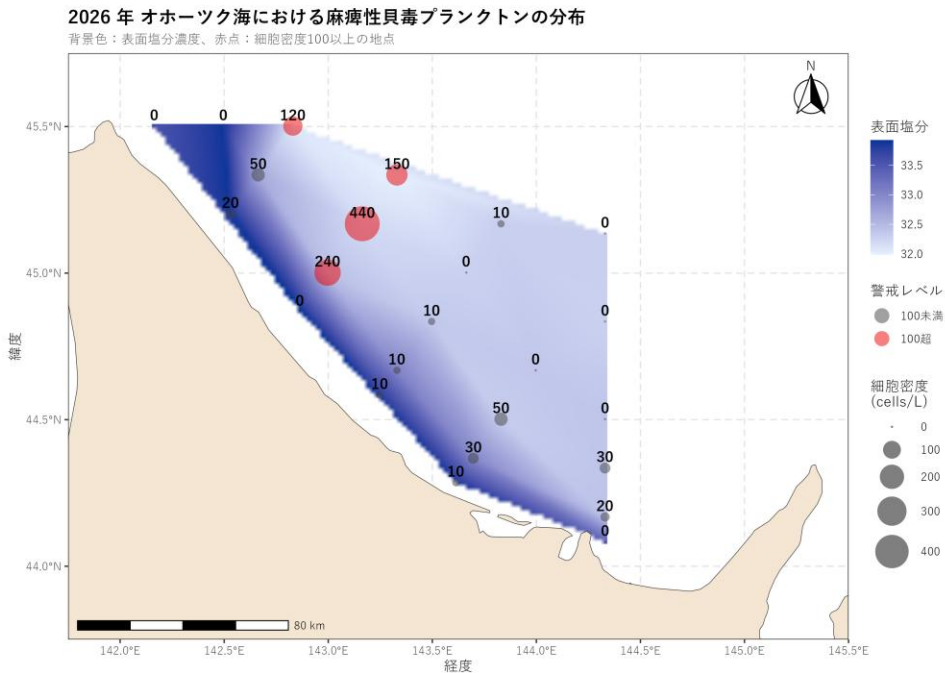 2026 年 オホーツク海における麻痺性貝毒プランクトンの分布
背景色：表面塩分濃度、赤点：細胞密度100以上の地点
N
0 0 120
50 150
20 440 10 0
240 0
0 10 0
10 0
10
50 0
30 30
10 20
0
45.5°N
45.0°N
44.5°N
44.0°N
緯度
80 km
142.0°E 142.5°E 143.0°E 143.5°E 144.0°E 144.5°E 145.0°E 145.5°E
経度
表面塩分
33.5
33.0
32.5
32.0
警戒レベル
100未満
100超
細胞密度
(cells/L)
0
100
200
300
400